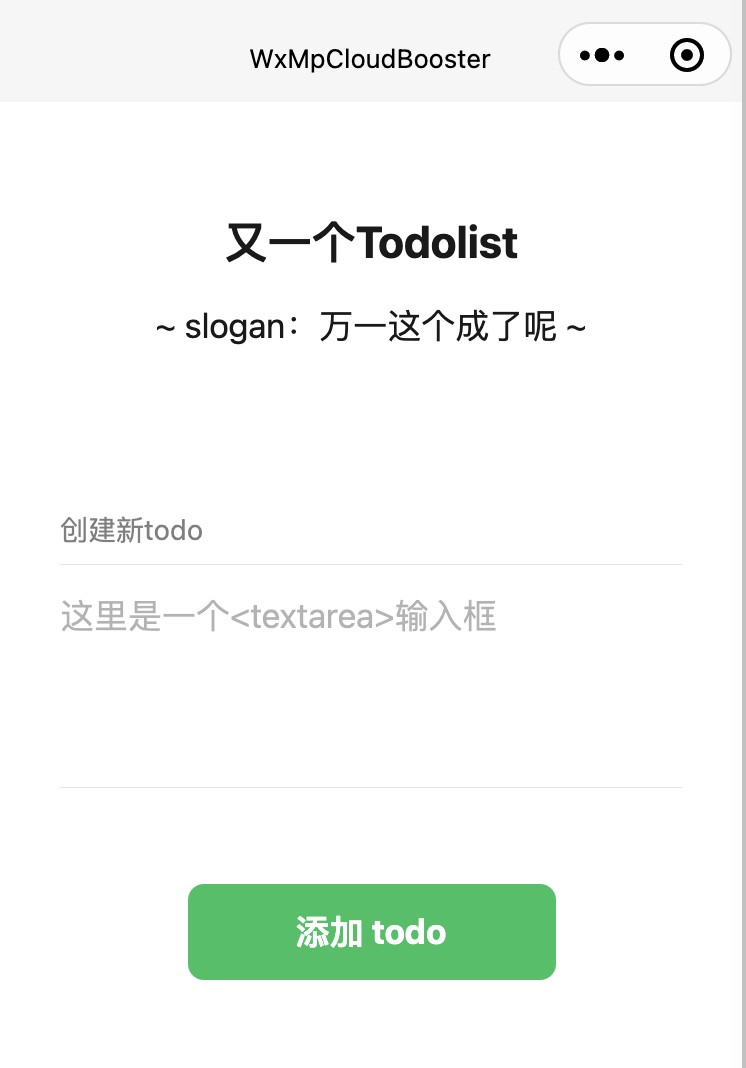 WxMpCloudBooster
又一个Todolist
~ slogan：万一这个成了呢 ~
创建新todo
这里是一个<textarea>输入框
添加 todo